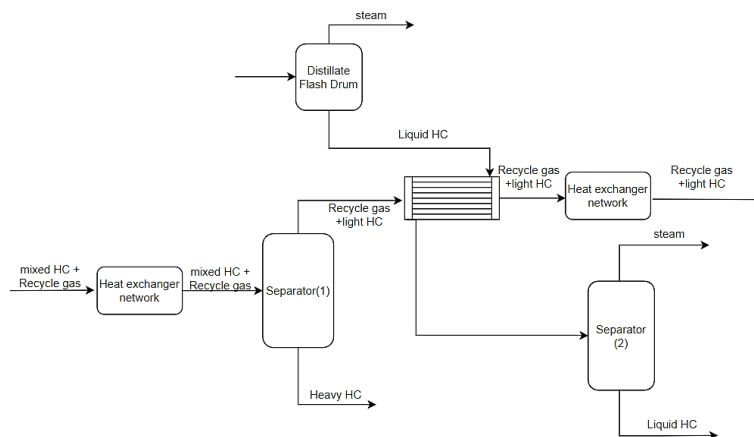 steam
Distillate
Flash Drum
Liquid HC
Recycle gas
+light HC
Heat exchanger
network
Recycle gas
+light HC
Recycle gas
+light HC
steam
mixed HC +
Recycle gas
Heat exchanger
network
mixed HC +
Recycle gas
Separator(1)
Separator
(2)
Heavy HC
Liquid HC